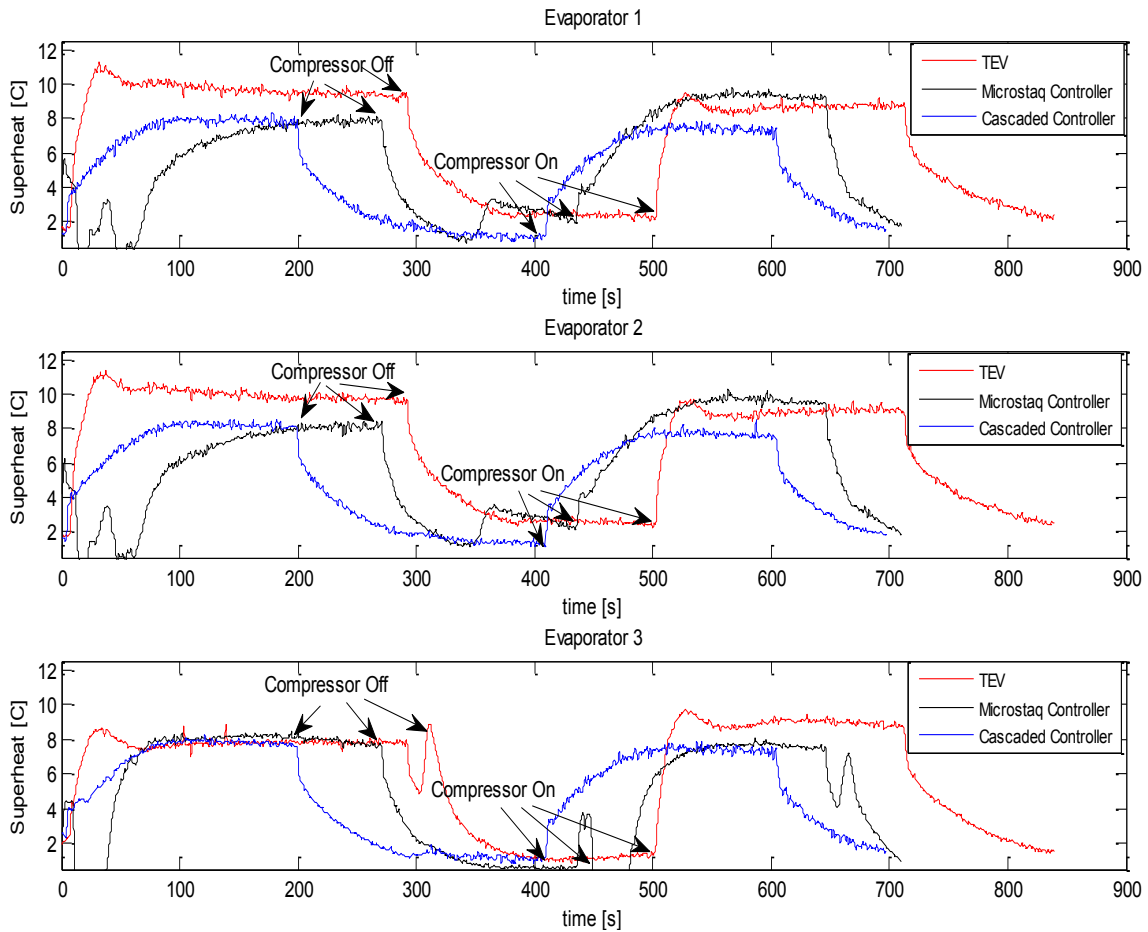 Evaporator 1
Superheat [C]
12
10
8
6
4
2
Compressor Off
Compressor On
TEV
Microstaq Controller
Cascaded Controller
0 100 200 300 400 500 600 700 800 900
time [s]
Evaporator 2
Superheat [C]
12
10
8
6
4
2
Compressor Off
Compressor On
TEV
Microstaq Controller
Cascaded Controller
0 100 200 300 400 500 600 700 800 900
time [s]
Evaporator 3
Superheat [C]
12
10
8
6
4
2
Compressor Off
Compressor On
TEV
Microstaq Controller
Cascaded Controller
0 100 200 300 400 500 600 700 800 900
time [s]